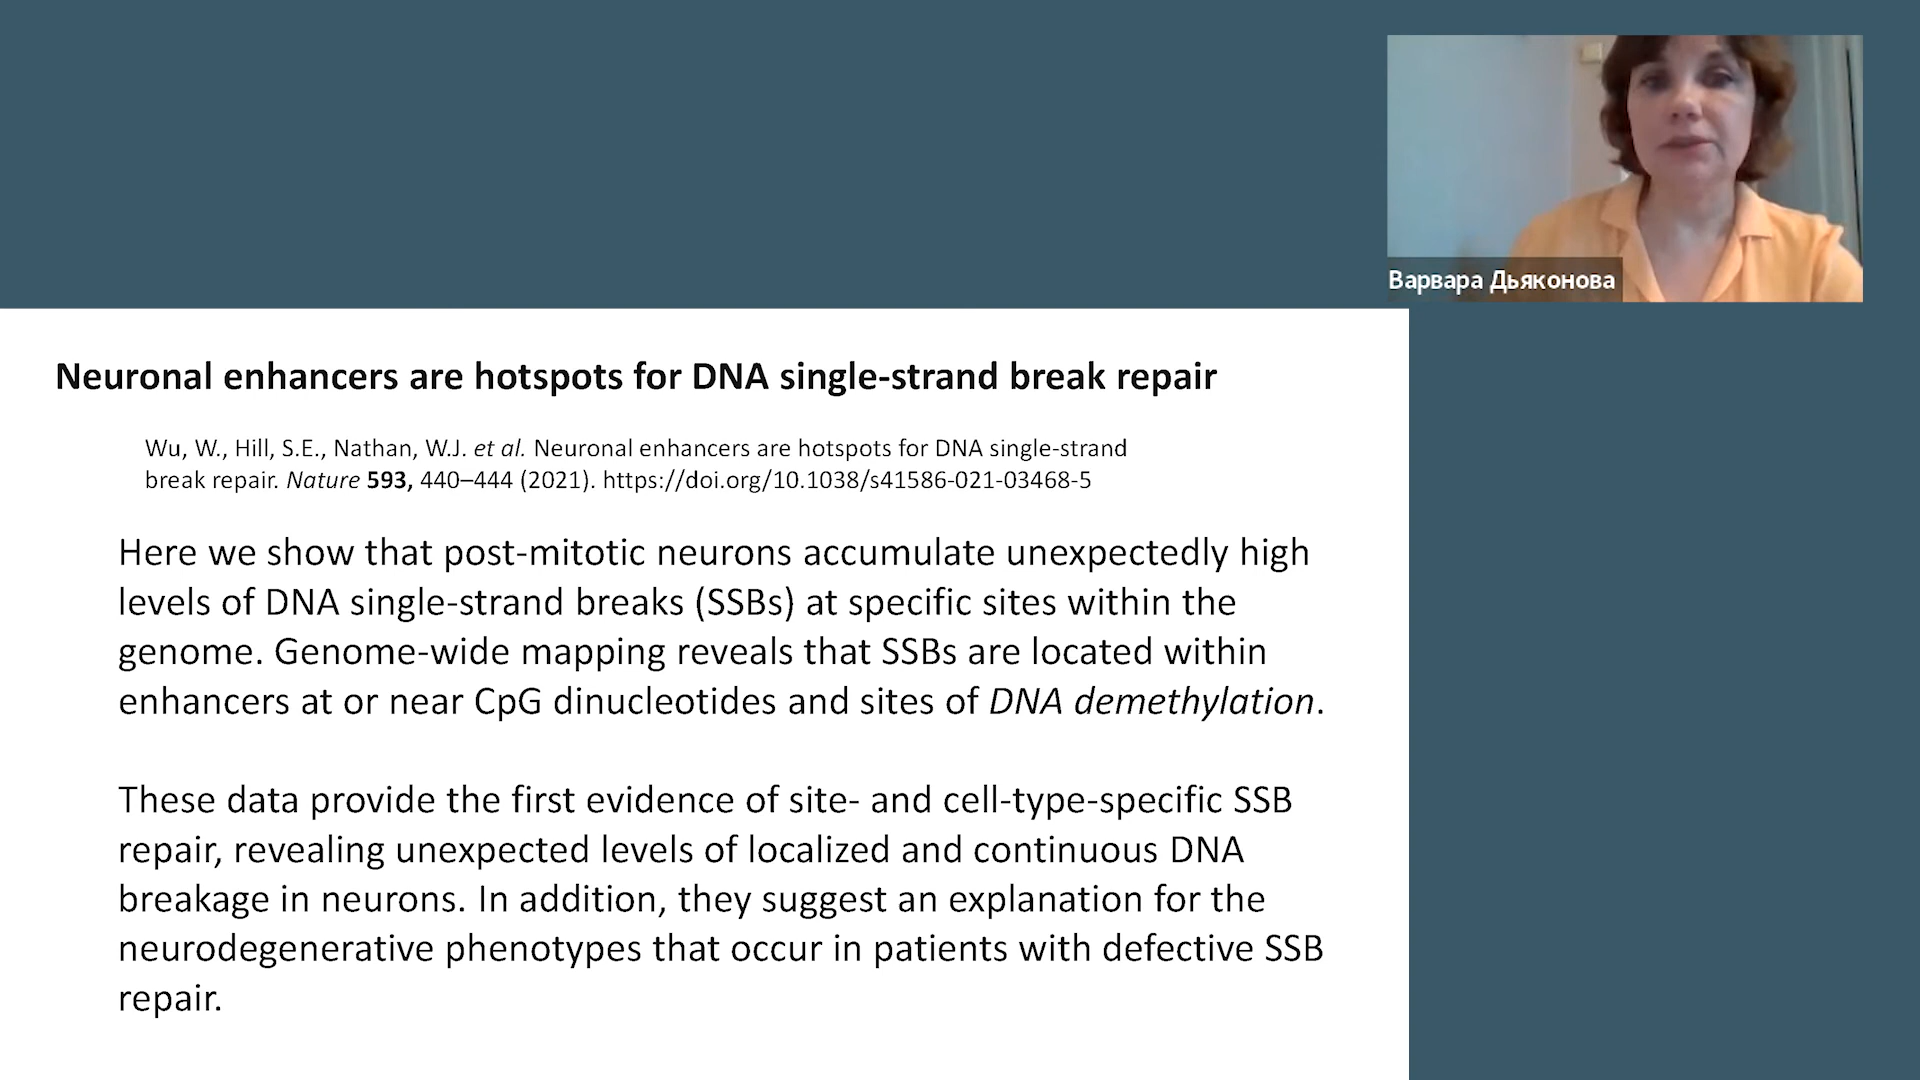 Варвара Дьяконова
Neuronal enhancers are hotspots for DNA single-strand break repair
Wu, W., Hill, S.E., Nathan, W.J. et al. Neuronal enhancers are hotspots for DNA single-strand
break repair. Nature 593, 440–444 (2021). https://doi.org/10.1038/s41586-021-03468-5
Here we show that post-mitotic neurons accumulate unexpectedly high
levels of DNA single-strand breaks (SSBs) at specific sites within the
genome. Genome-wide mapping reveals that SSBs are located within
enhancers at or near CpG dinucleotides and sites of DNA demethylation.
These data provide the first evidence of site- and cell-type-specific SSB
repair, revealing unexpected levels of localized and continuous DNA
breakage in neurons. In addition, they suggest an explanation for the
neurodegenerative phenotypes that occur in patients with defective SSB
repair.